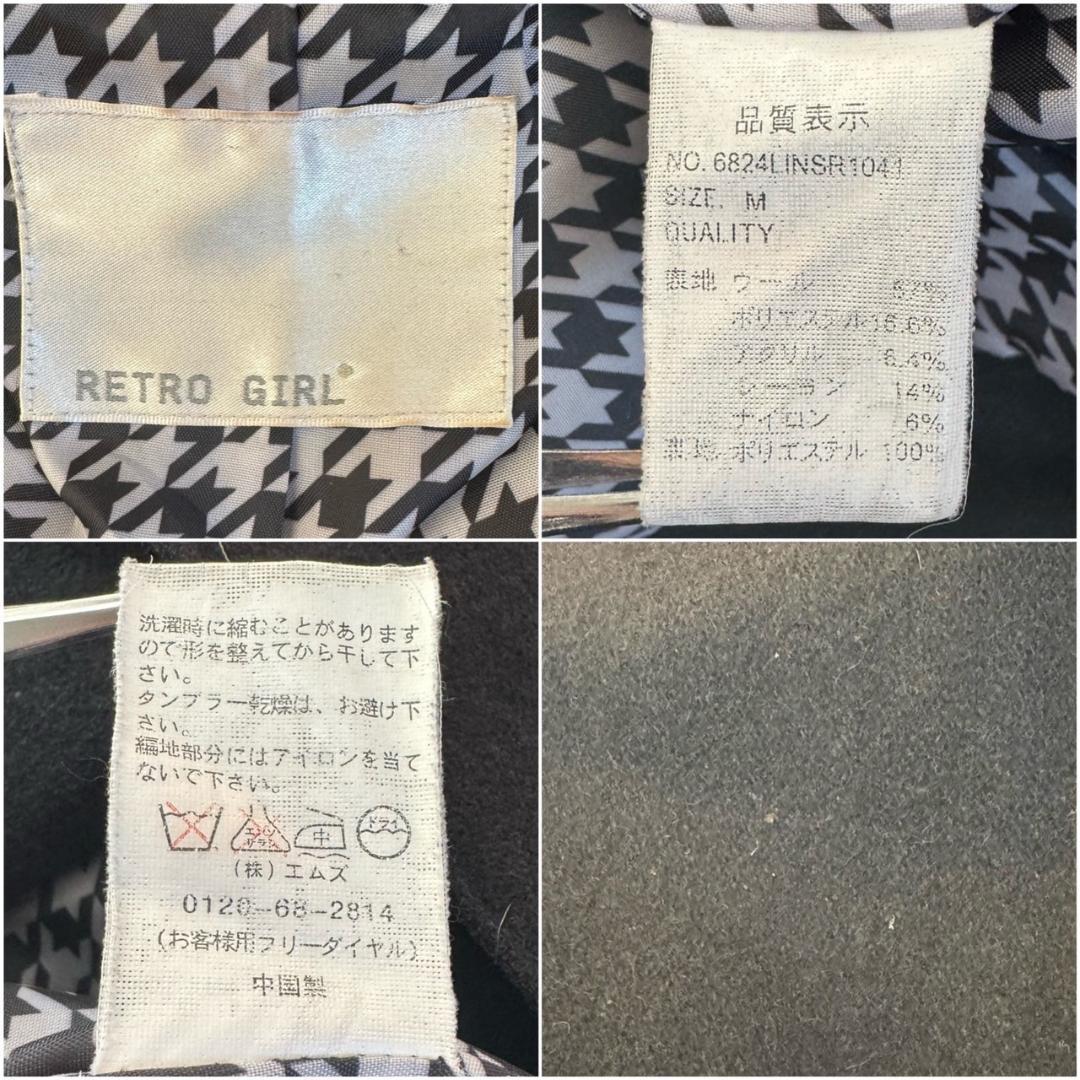 RETRO GIRL
品質表示
NO. 6824LINSR1041
SIZE. M
QUALITY
表地 ウール 57%
ポリエステル 16.6%
アクリル 6.4%
レーヨン 14%
ナイロン 6%
裏地 ポリエステル 100%
洗濯時に縮むことがあります
ので形を整えてから干して下
さい。
タンブラー乾燥は、お避け下
さい。
編地部分にはアイロンを当て
ないで下さい。
エンソ
サラシ
中
ドライ
(株)エムズ
0120-68-2814
(お客様用フリーダイヤル)
中国製